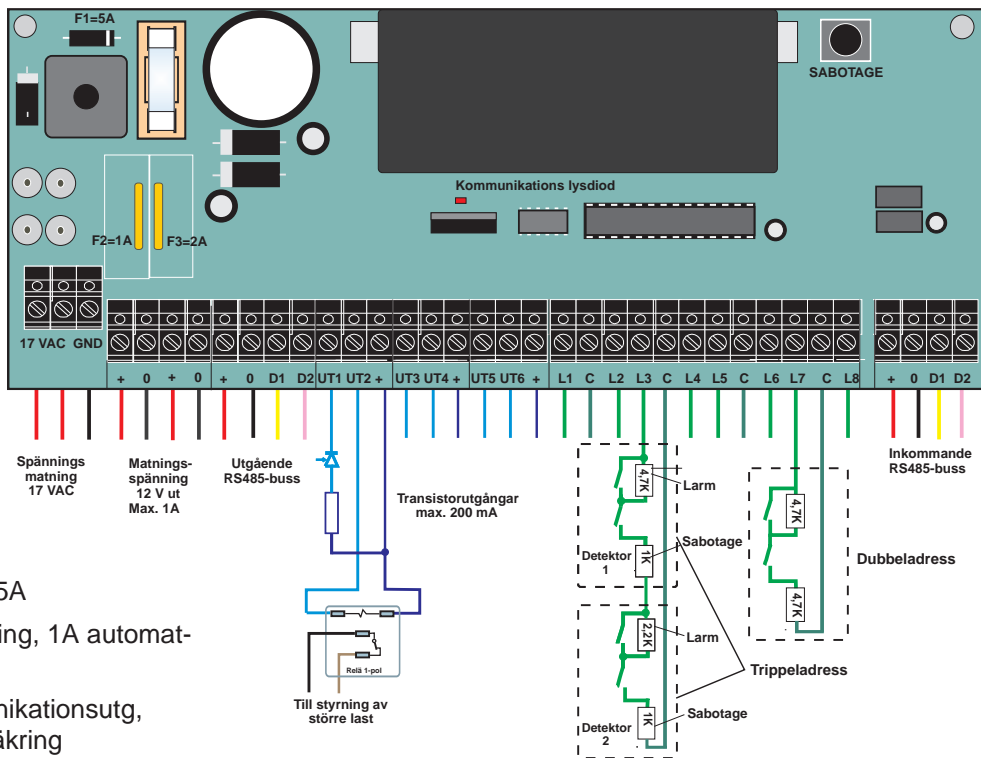 F1=5A
SABOTAGE
Kommunikations lysdiod
F2=1A F3=2A
17 VAC GND
+ 0 + 0 + 0 D1 D2 UT1 UT2 + UT3 UT4 + UT5 UT6 + L1 C L2 L3 C L4 L5 C L6 L7 C L8 + 0 D1 D2
Spännings
matning
17 VAC
Matnings-
spänning
12 V ut
Max. 1A
Utgående
RS485-buss
Transistorutgångar
max. 200 mA
Inkommande
RS485-buss
4,7K
Larm
Sabotage
Detektor
1
1K
2,2K
Larm
Trippeladress
1K
Sabotage
Detektor
2
4,7K
4,7K
Dubbeladress
Relä 1-pol
Till styrning av
större last
5A
ing, 1A automat-
nikationsutg,
äkring